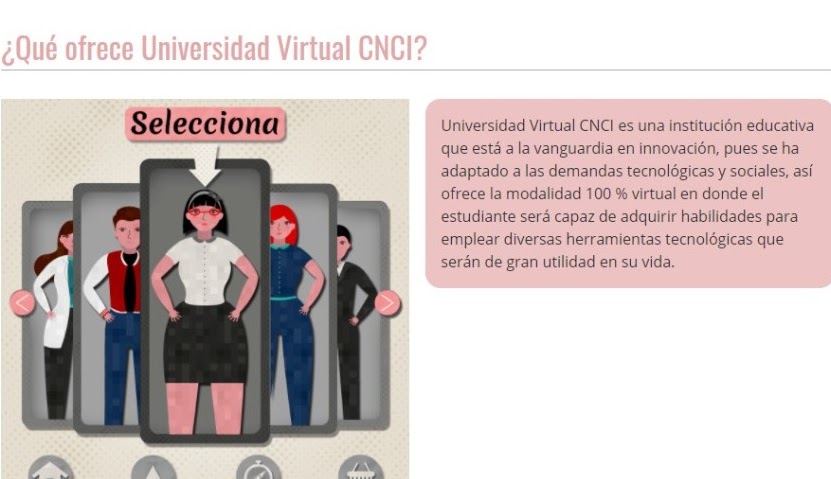 ¿Qué ofrece Universidad Virtual CNCI?
Selecciona
Universidad Virtual CNCI es una institución educativa
que está a la vanguardia en innovación, pues se ha
adaptado a las demandas tecnológicas y sociales, así
ofrece la modalidad 100 % virtual en donde el
estudiante será capaz de adquirir habilidades para
emplear diversas herramientas tecnológicas que
serán de gran utilidad en su vida.